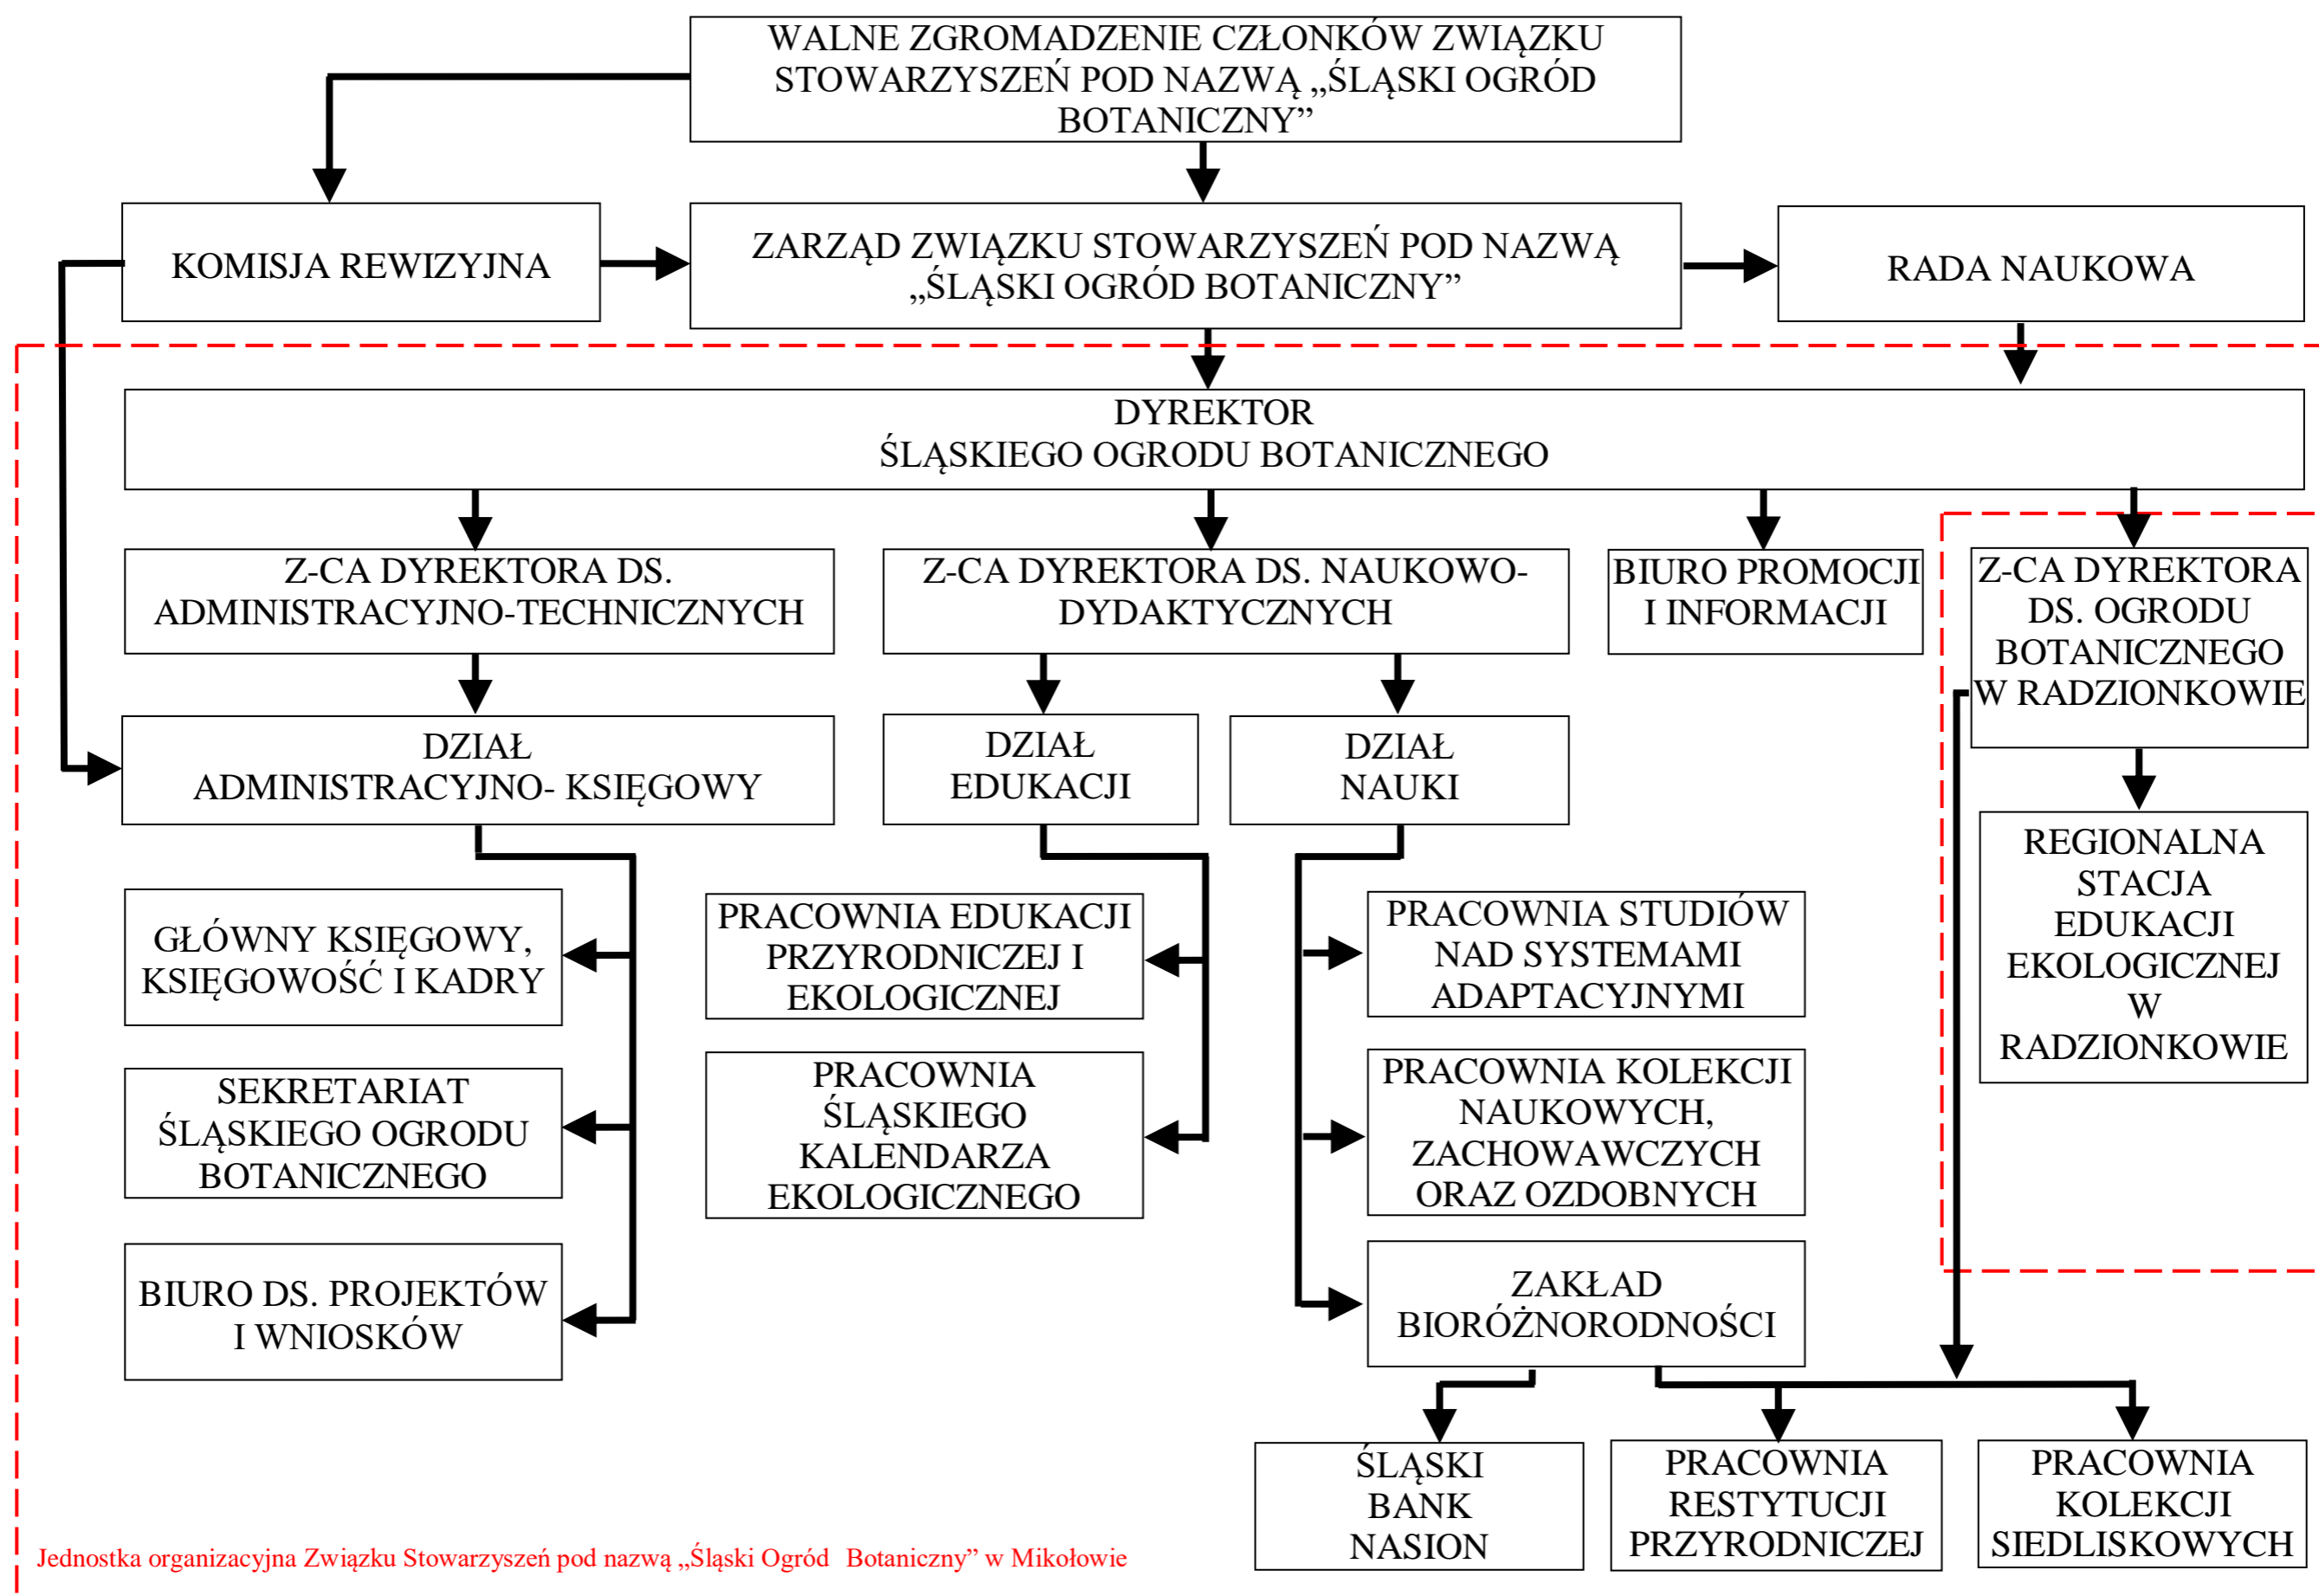 WALNE ZGROMADZENIE CZŁONKÓW ZWIĄZKU
STOWARZYSZEŃ POD NAZWĄ „ŚLĄSKI OGRÓD
BOTANICZNY”
KOMISJA REWIZYJNA
ZARZĄD ZWIĄZKU STOWARZYSZEŃ POD NAZWĄ
„ŚLĄSKI OGRÓD BOTANICZNY”
RADA NAUKOWA
DYREKTOR
ŚLĄSKIEGO OGRODU BOTANICZNEGO
Z-CA DYREKTORA DS.
ADMINISTRACYJNO-TECHNICZNYCH
Z-CA DYREKTORA DS. NAUKOWO-
DYDAKTYCZNYCH
BIURO PROMOCJI
I INFORMACJI
Z-CA DYREKTORA
DS. OGRODU
BOTANICZNEGO
W RADZIONKOWIE
DZIAŁ
ADMINISTRACYJNO- KSIĘGOWY
DZIAŁ
EDUKACJI
DZIAŁ
NAUKI
REGIONALNA
STACJA
EDUKACJI
EKOLOGICZNEJ
W
RADZIONKOWIE
GŁÓWNY KSIĘGOWY,
KSIĘGOWOŚĆ I KADRY
PRACOWNIA EDUKACJI
PRZYRODNICZEJ I
EKOLOGICZNEJ
PRACOWNIA STUDIÓW
NAD SYSTEMAMI
ADAPTACYJNYMI
SEKRETARIAT
ŚLĄSKIEGO OGRODU
BOTANICZNEGO
PRACOWNIA
ŚLĄSKIEGO
KALENDARZA
EKOLOGICZNEGO
PRACOWNIA KOLEKCJI
NAUKOWYCH,
ZACHOWAWCZYCH
ORAZ OZDOBNYCH
BIURO DS. PROJEKTÓW
I WNIOSKÓW
ZAKŁAD
BIORÓŻNORODNOŚCI
ŚLĄSKI
BANK
NASION
PRACOWNIA
RESTYTUCJI
PRZYRODNICZEJ
PRACOWNIA
KOLEKCJI
SIEDLISKOWYCH
Jednostka organizacyjna Związku Stowarzyszeń pod nazwą „Śląski Ogród Botaniczny” w Mikołowie